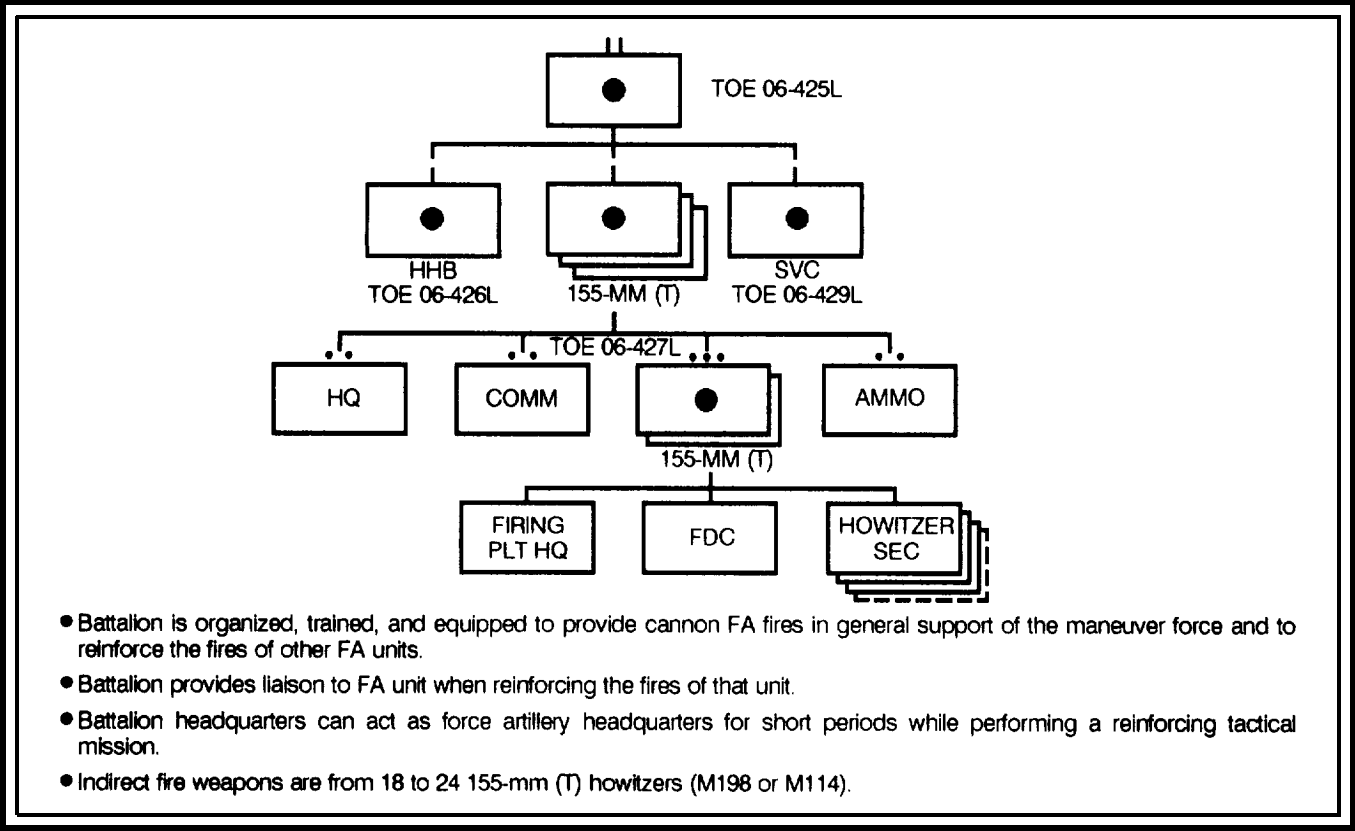 TOE 06-425L
HHB
TOE 06-426L
155-MM (T)
SVC
TOE 06-429L
TOE 06-427L
HQ
COMM
155-MM (T)
AMMO
FIRING
PLT HQ
FDC
HOWITZER
SEC
● Battalion is organized, trained, and equipped to provide cannon FA fires in general support of the maneuver force and to
reinforce the fires of other FA units.
● Battalion provides liaison to FA unit when reinforcing the fires of that unit.
● Battalion headquarters can act as force artillery headquarters for short periods while performing a reinforcing tactical
mission.
● Indirect fire weapons are from 18 to 24 155-mm (T) howitzers (M198 or M114).